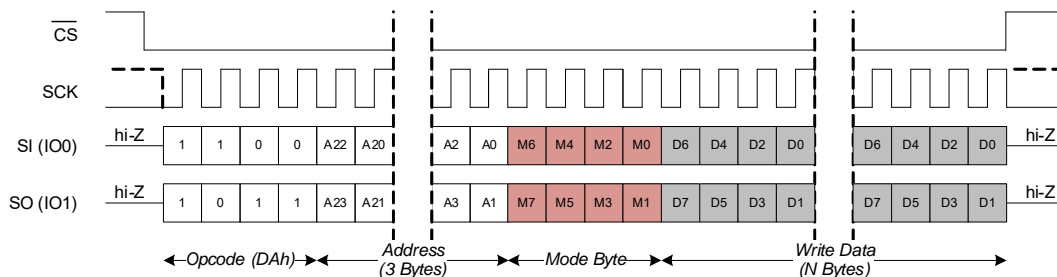 CS
SCK
SI (IO0) hi-Z 1 1 0 0 A22 A20 A2 A0 M6 M4 M2 M0 D6 D4 D2 D0 D6 D4 D2 D0 hi-Z
SO (IO1) hi-Z 1 0 1 1 A23 A21 A3 A1 M7 M5 M3 M1 D7 D5 D3 D1 D7 D5 D3 D1 hi-Z
Opcode (DAh) Address Mode Byte Write Data
(3 Bytes) (N Bytes)